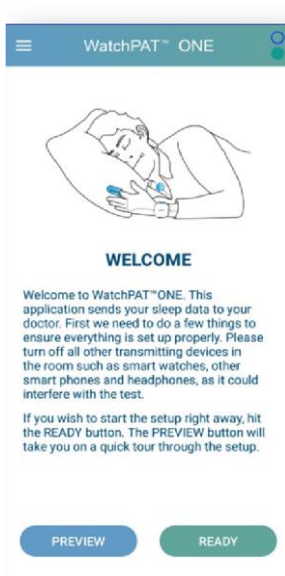 WatchPAT™ ONE
WELCOME
Welcome to WatchPAT™ONE. This
application sends your sleep data to your
doctor. First we need to do a few things to
ensure everything is set up properly. Please
turn off all other transmitting devices in
the room such as smart watches, other
smart phones and headphones, as it could
interfere with the test.
If you wish to start the setup right away, hit
the READY button. The PREVIEW button will
take you on a quick tour through the setup.
PREVIEW
READY